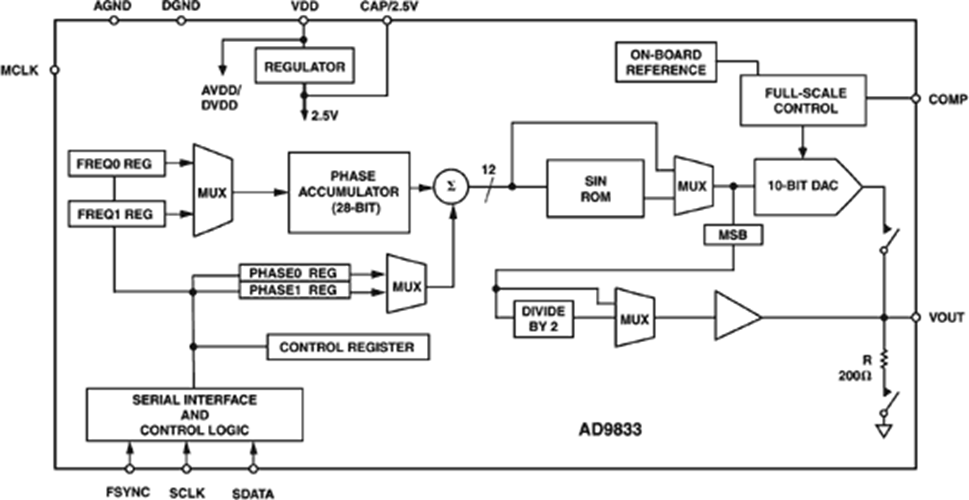 AGND
DGND
VDD
CAP/2.5V
MCLK
REGULATOR
AVDD/
DVDD
2.5V
ON-BOARD
REFERENCE
FULL-SCALE
CONTROL
COMP
FREQ0 REG
FREQ1 REG
MUX
PHASE
ACCUMULATOR
(28-BIT)
Σ
12
SIN
ROM
MUX
10-BIT DAC
MSB
PHASE0 REG
PHASE1 REG
MUX
DIVIDE
BY 2
MUX
VOUT
CONTROL REGISTER
R
200Ω
SERIAL INTERFACE
AND
CONTROL LOGIC
AD9833
FSYNC
SCLK
SDATA